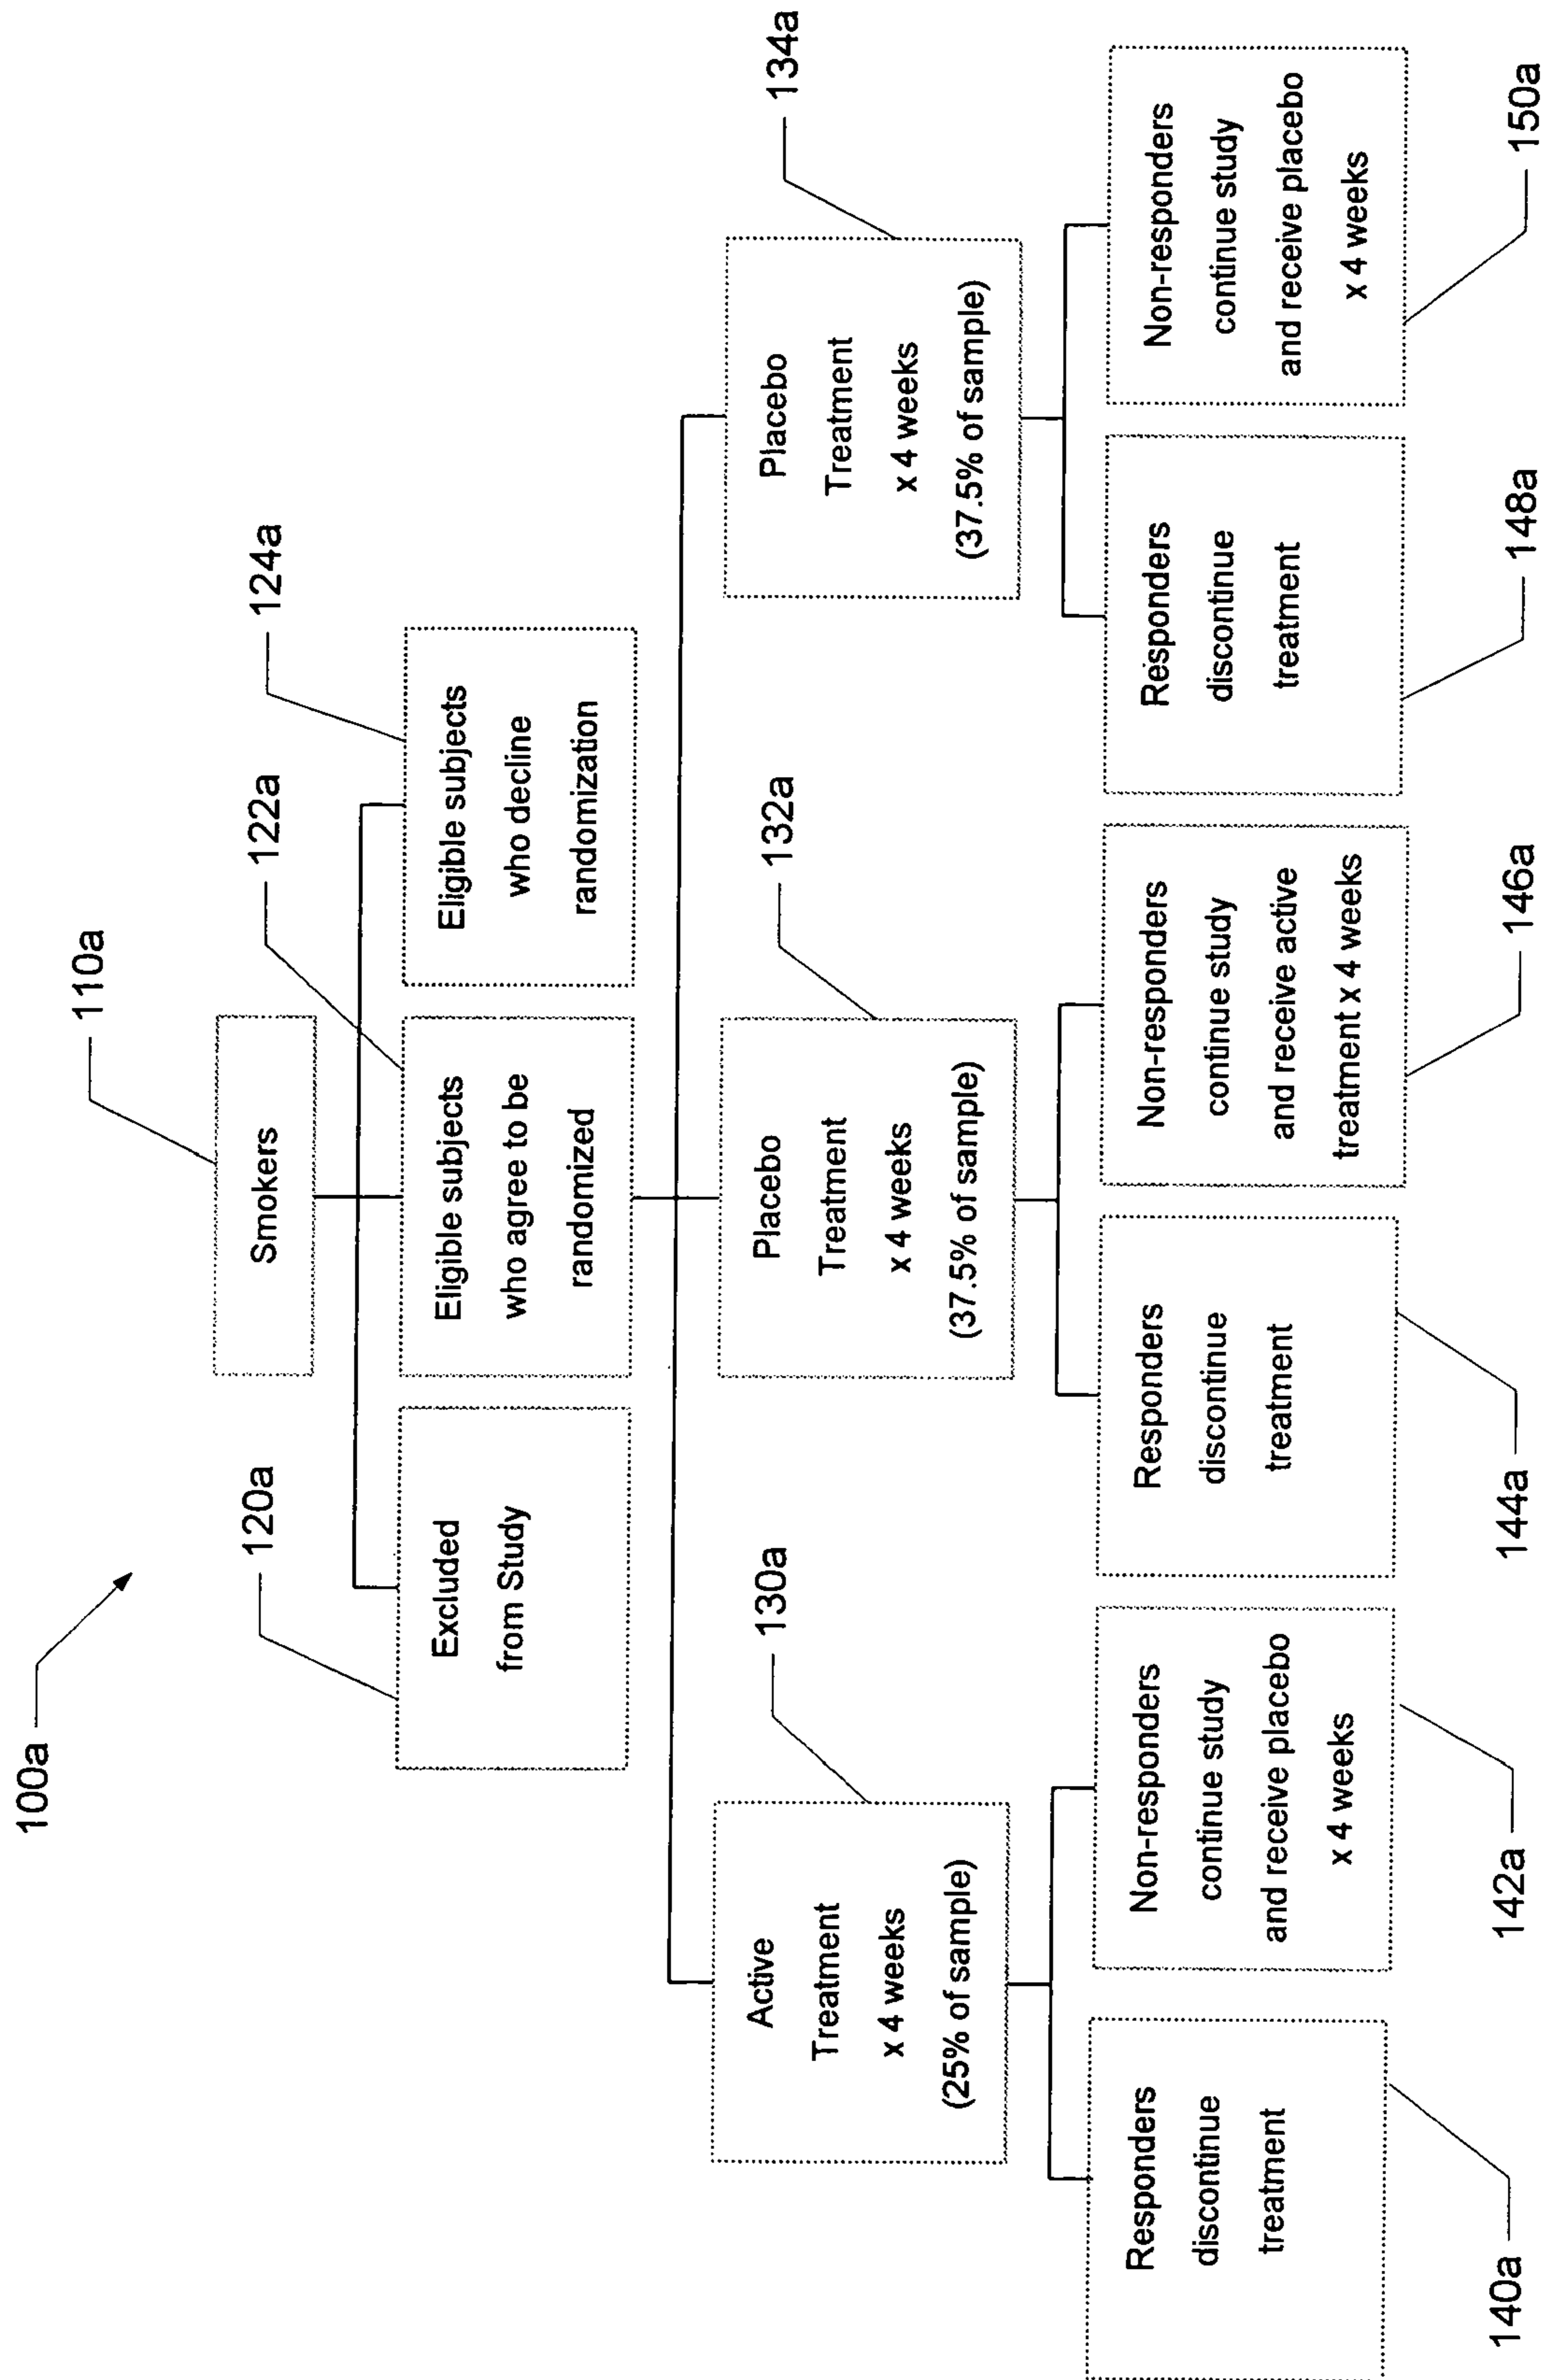 100a
110a
Smokers
120a
122a
124a
Excluded
from Study
Eligible subjects
who agree to be
randomized
Eligible subjects
who decline
randomization
130a
132a
134a
Active
Treatment
x 4 weeks
(25% of sample)
Placebo
Treatment
x 4 weeks
(37.5% of sample)
Placebo
Treatment
x 4 weeks
(37.5% of sample)
Responders
discontinue
treatment
Non-responders
continue study
and receive placebo
x 4 weeks
Responders
discontinue
treatment
Non-responders
continue study
and receive active
treatment x 4 weeks
Responders
discontinue
treatment
Non-responders
continue study
and receive placebo
x 4 weeks
140a
142a
144a
146a
148a
150a